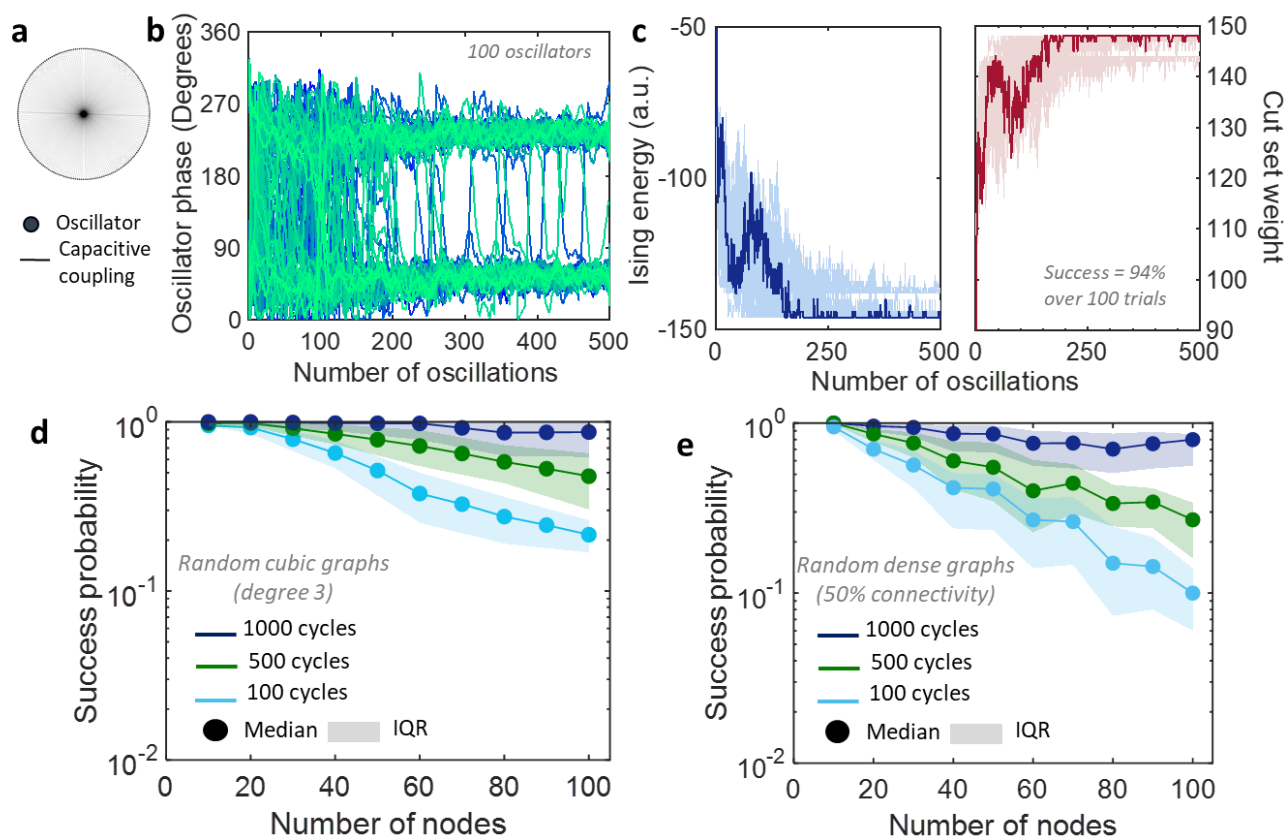 a
Oscillator
Capacitive
coupling
b
Oscillator phase (Degrees)
360
270
180
90
0
100 oscillators
0 100 200 300 400 500
Number of oscillations
c
Ising energy (a.u.)
-50
-100
-150
0 250 500
150
140
130
120
110
100
90
Cut set weight
Success = 94%
over 100 trials
0 250 500
Number of oscillations
d
Success probability
10^0
10^-1
10^-2
Random cubic graphs
(degree 3)
1000 cycles
500 cycles
100 cycles
Median IQR
0 20 40 60 80 100
Number of nodes
e
Success probability
10^0
10^-1
10^-2
Random dense graphs
(50% connectivity)
1000 cycles
500 cycles
100 cycles
Median IQR
0 20 40 60 80 100
Number of nodes